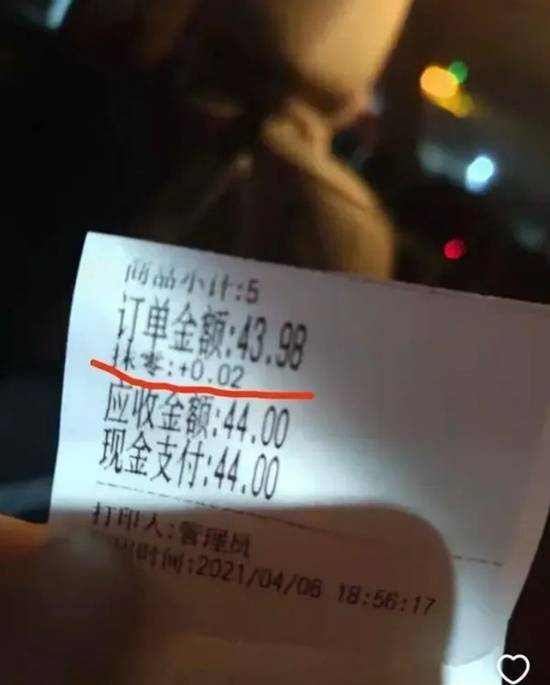 商品小计:5
订单金额:43.98
抹零:+0.02
应收金额:44.00
现金支付:44.00
打印人:管理员
时间:2021/04/06 18:56:17